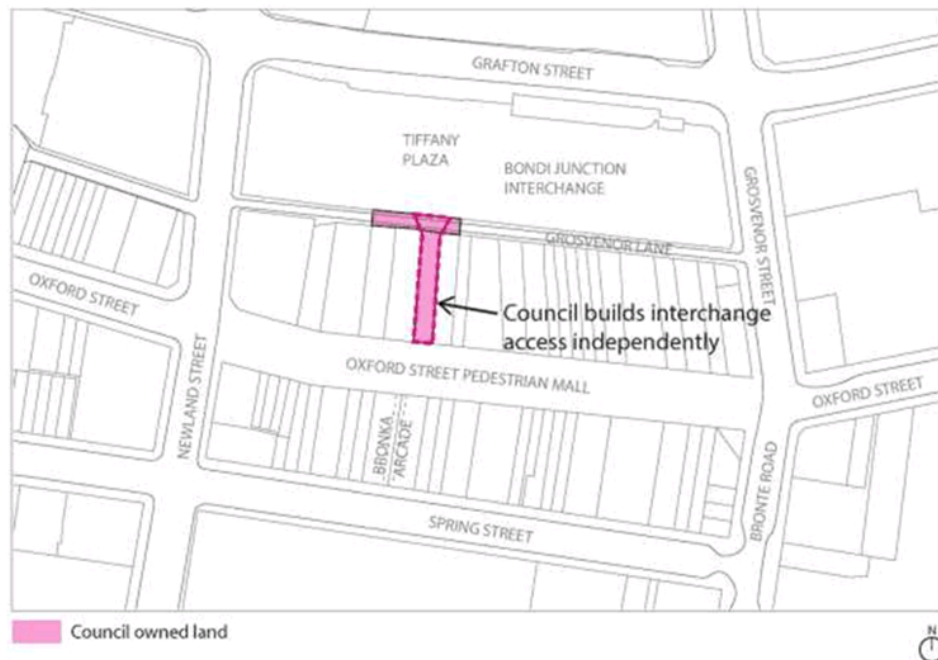 GRAFTON STREET
TIFFANY
PLAZA
BONDI JUNCTION
INTERCHANGE
GROSVENOR STREET
GROSVENOR LANE
OXFORD STREET
Council builds interchange
access independently
NEWLAND STREET
OXFORD STREET PEDESTRIAN MALL
OXFORD STREET
BRONKA
ARCADE
BRONTE ROAD
SPRING STREET
Council owned land
N